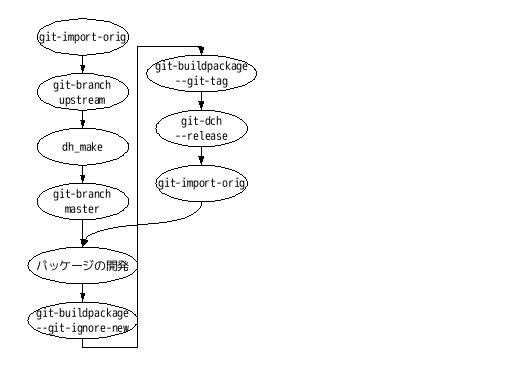 git-import-orig
git-branch
upstream
dh_make
git-branch
master
パッケージの開発
git-buildpackage
--git-ignore-new
git-buildpackage
--git-tag
git-dch
--release
git-import-orig